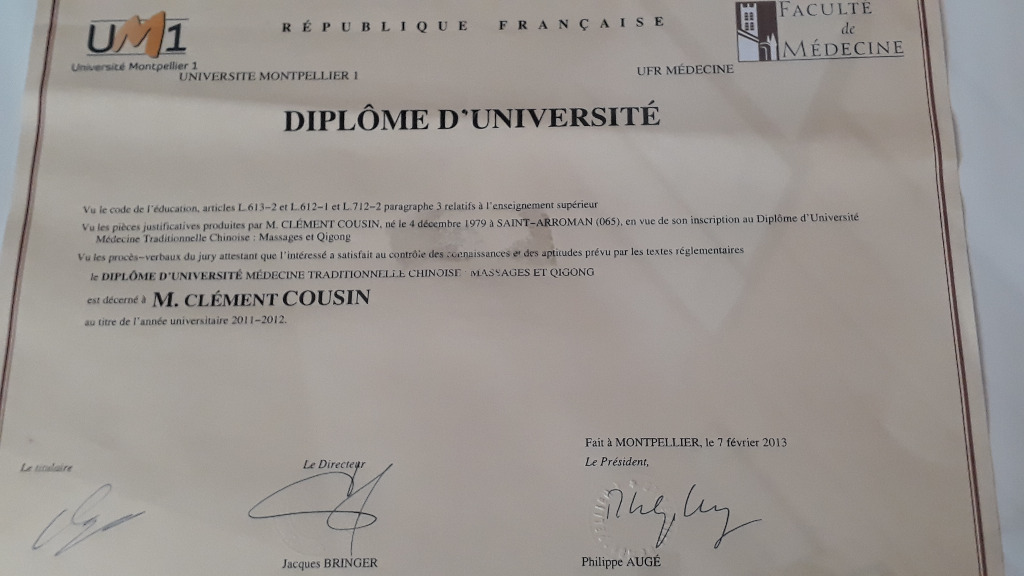 RÉPUBLIQUE FRANÇAISE
UM1
Université Montpellier 1
UNIVERSITE MONTPELLIER 1
UFR MÉDECINE
FACULTÉ
de
MÉDECINE
DIPLÔME D'UNIVERSITÉ
Vu le code de l'éducation, articles L.613-2 et L.612-1 et L.712-2 paragraphe 3 relatifs à l'enseignement supérieur
Vu les pièces justificatives produites par M. CLÉMENT COUSIN, né le 4 décembre 1979 à SAINT-ARROMAN (065), en vue de son inscription au Diplôme d'Université
Médecine Traditionnelle Chinoise : Massages et Qigong
Vu les procès-verbaux du jury attestant que l'intéressé a satisfait au contrôle des connaissances et des aptitudes prévu par les textes réglementaires
le DIPLÔME D'UNIVERSITÉ MÉDECINE TRADITIONNELLE CHINOISE : MASSAGES ET QIGONG
est décerné à M. CLÉMENT COUSIN
au titre de l'année universitaire 2011-2012.
Fait à MONTPELLIER, le 7 février 2013
Le titulaire
Le Directeur
Le Président,
Jacques BRINGER
Philippe AUGÉ